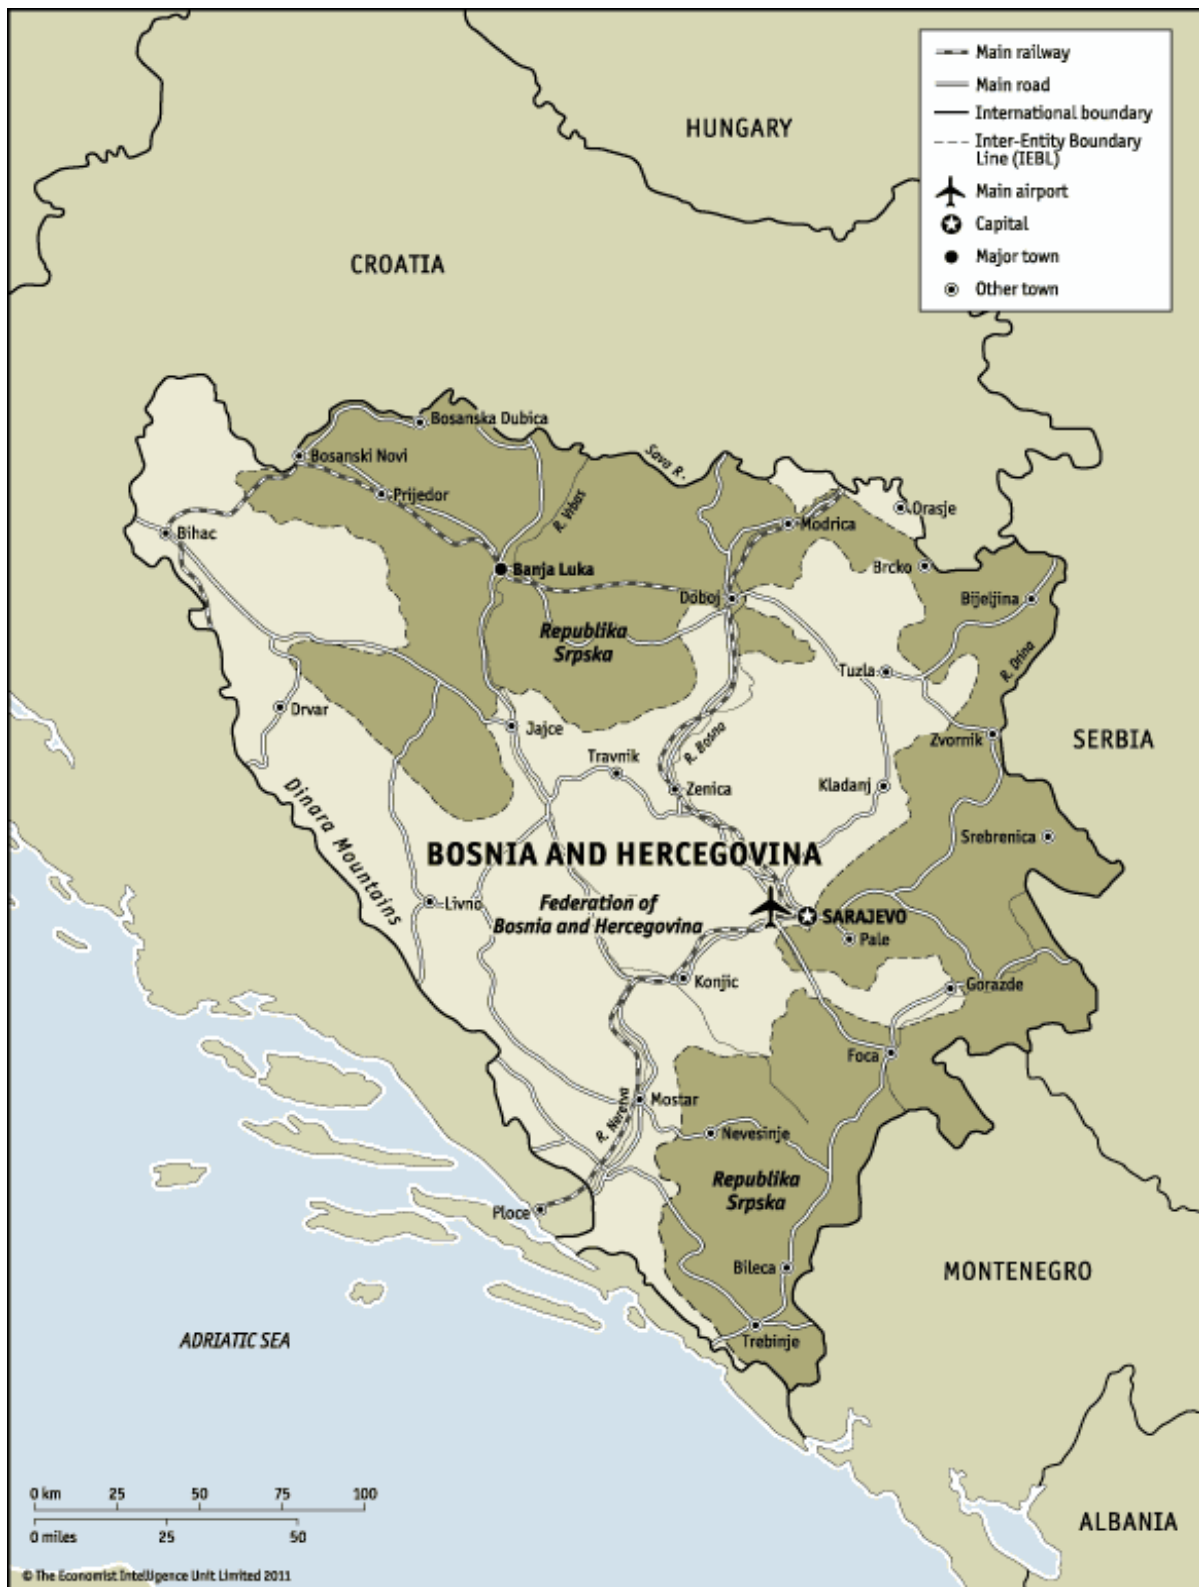 Main railway
Main road
International boundary
Inter-Entity Boundary
Line (IEBL)
Main airport
Capital
Major town
Other town
HUNGARY
CROATIA
Bosanska Dubica
Bosanski Novi
Sava R.
Prijedor
R. Vrbas
Orasje
Modrica
Bihac
Banja Luka
Brcko
Doboj
Bijeljina
Republika
Srpska
R. Drina
Tuzla
Drvar
Jajce
R. Bosna
Zvornik
SERBIA
Travnik
Zenica
Kladanj
Dinara Mountains
Srebrenica
BOSNIA AND HERCEGOVINA
Livno
Federation of
Bosnia and Hercegovina
SARAJEVO
Pale
Konjic
Gorazde
Foca
Mostar
R. Neretva
Nevesinje
Republika
Srpska
Ploce
Bileca
MONTENEGRO
ADRIATIC SEA
Trebinje
0 km 25 50 75 100
0 miles 25 50
ALBANIA
© The Economist Intelligence Unit Limited 2011